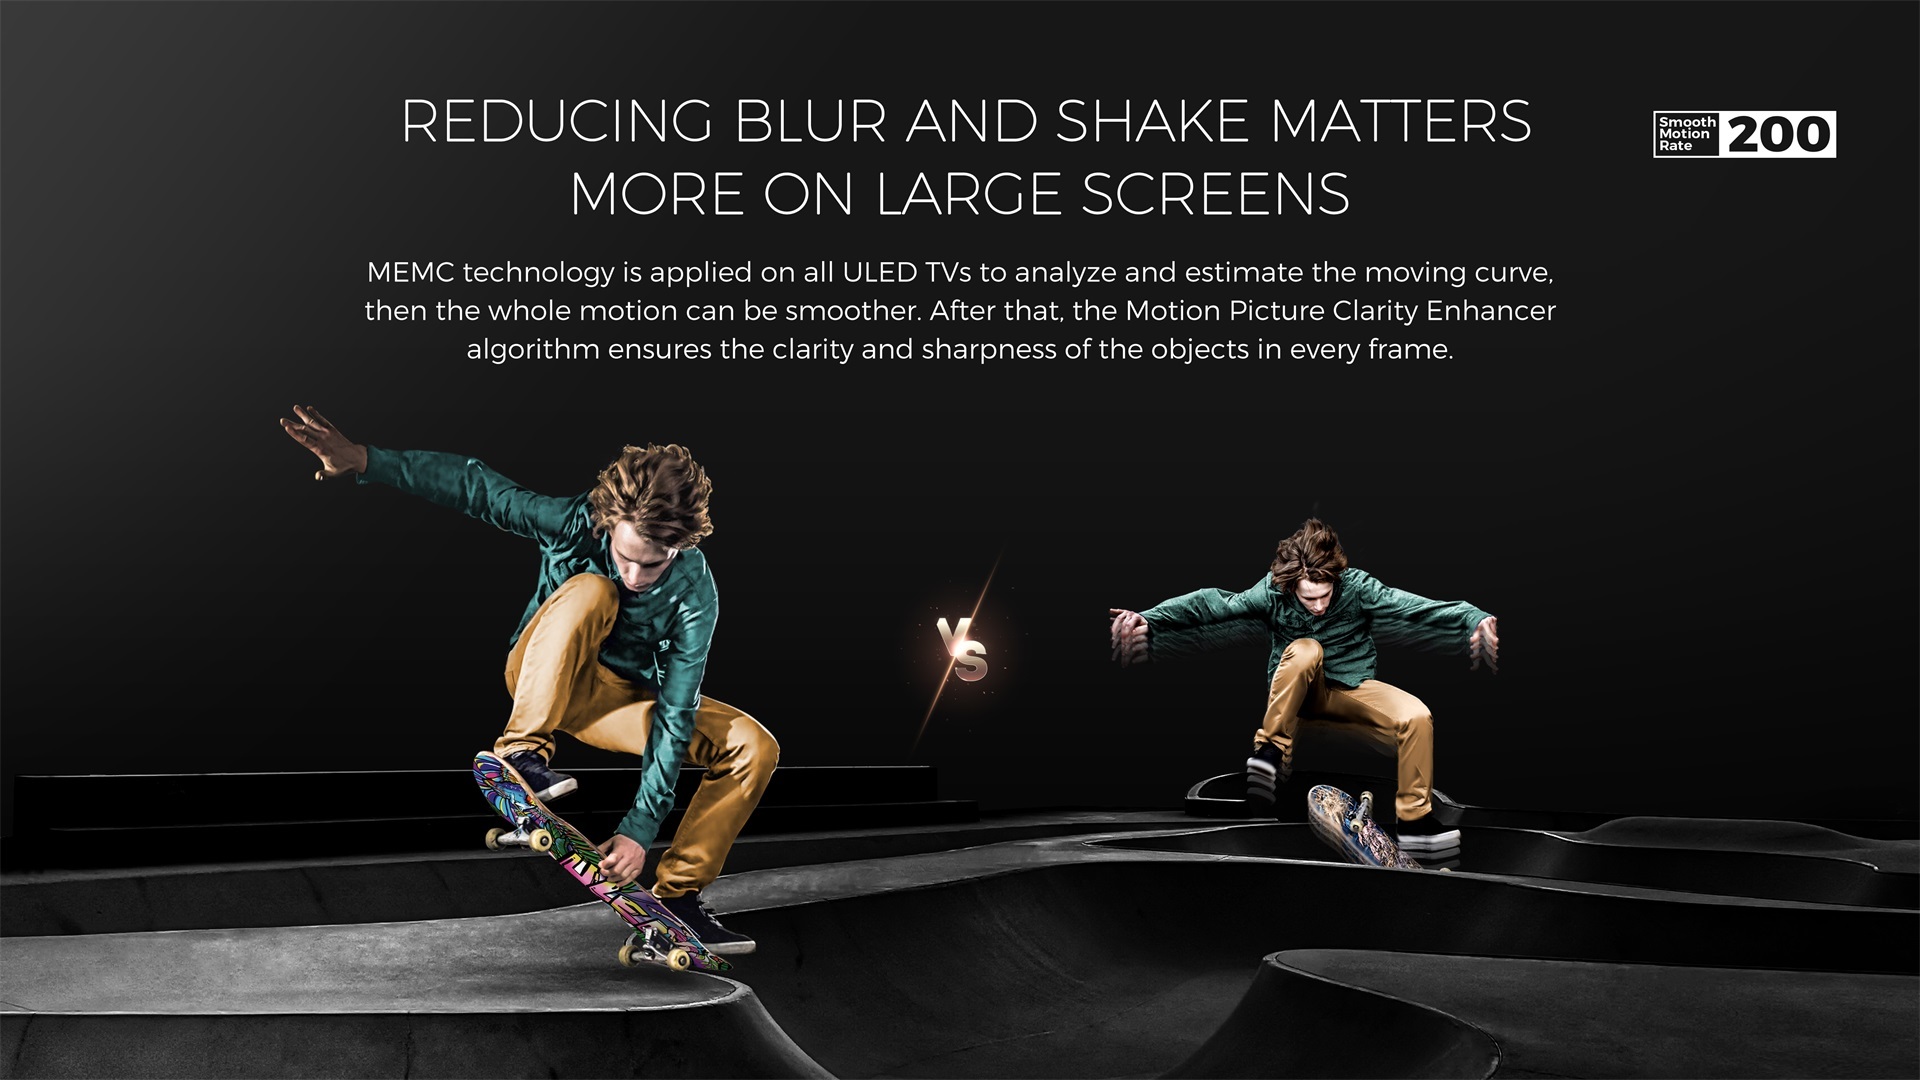 REDUCING BLUR AND SHAKE MATTERS
MORE ON LARGE SCREENS
Smooth
Motion
Rate
200
MEMC technology is applied on all ULED TVs to analyze and estimate the moving curve,
then the whole motion can be smoother. After that, the Motion Picture Clarity Enhancer
algorithm ensures the clarity and sharpness of the objects in every frame.
VS